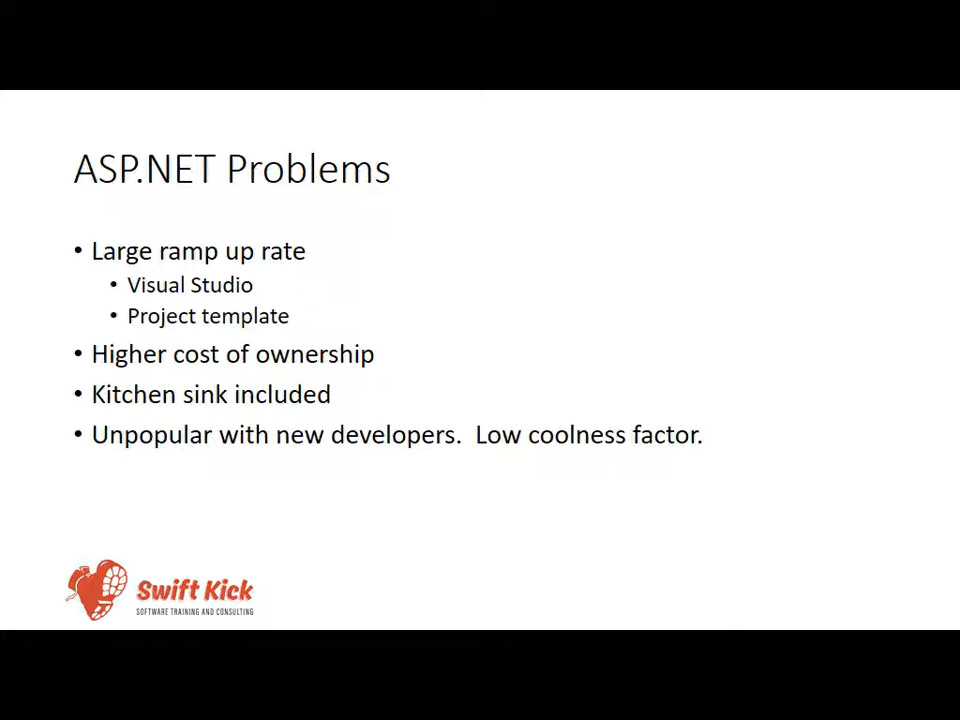 ASP.NET Problems
• Large ramp up rate
• Visual Studio
• Project template
• Higher cost of ownership
• Kitchen sink included
• Unpopular with new developers.  Low coolness factor.
Swift Kick
SOFTWARE TRAINING AND CONSULTING